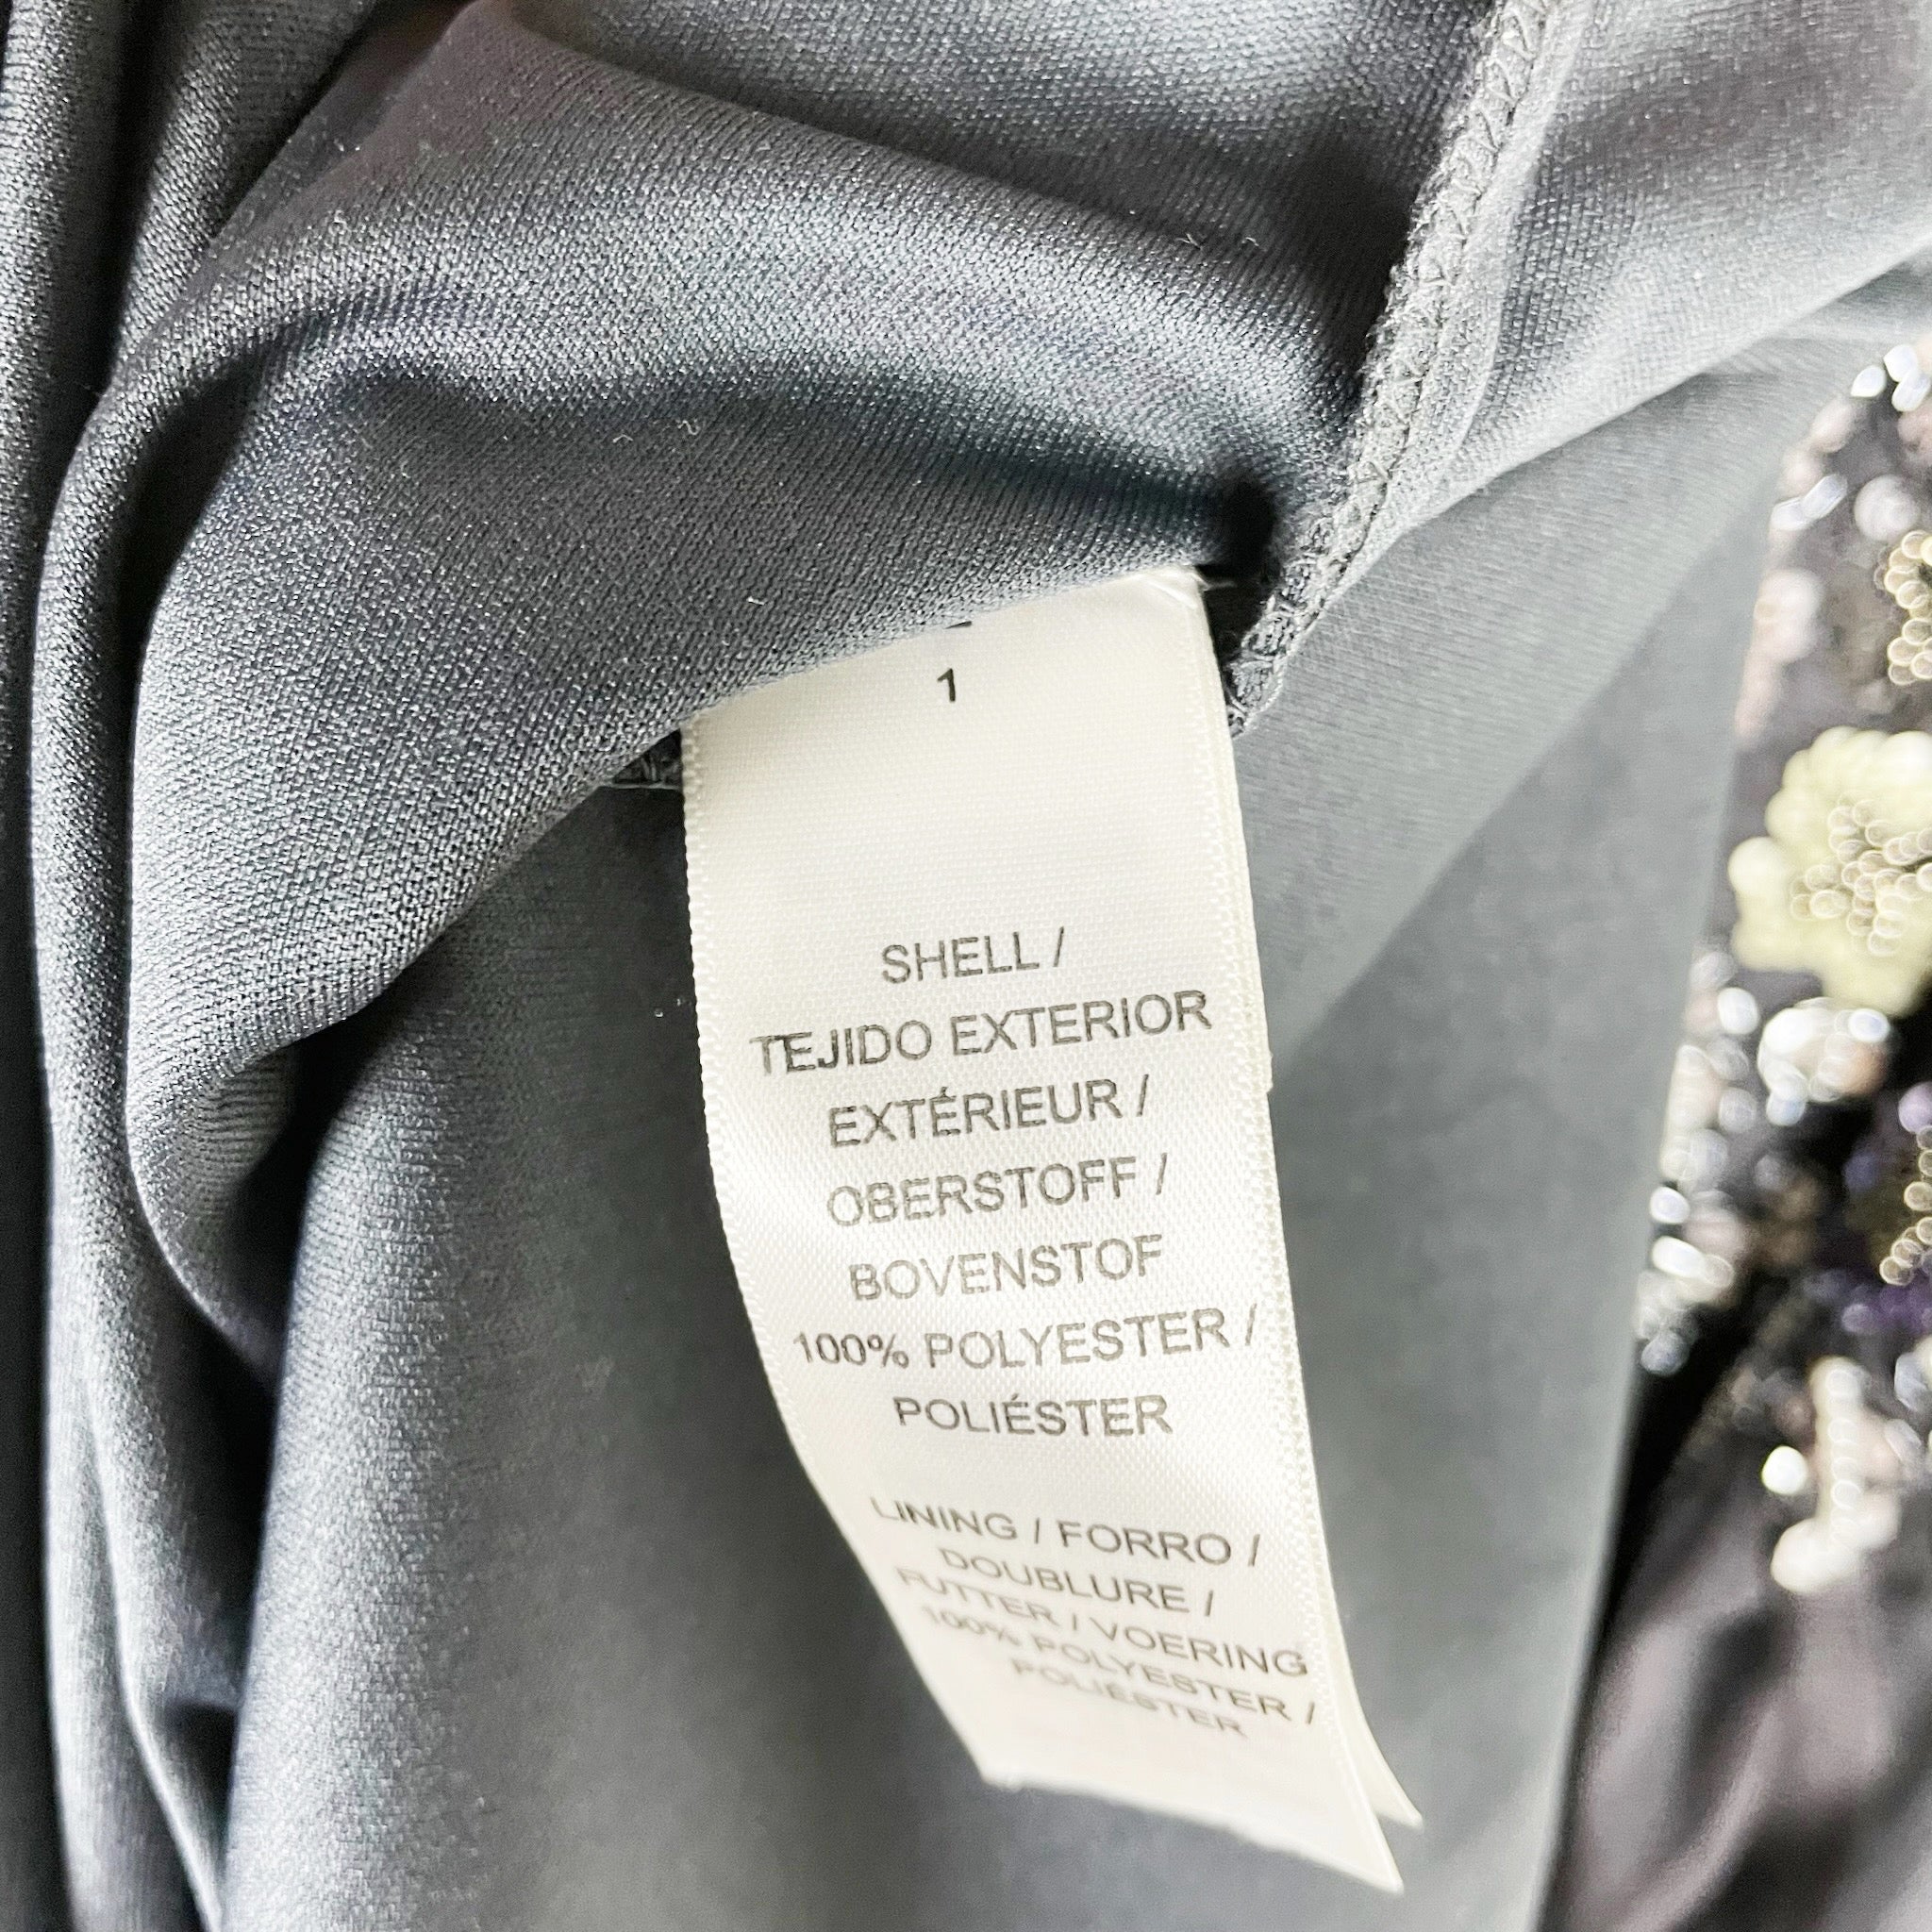 1
SHELL /
TEJIDO EXTERIOR
EXTÉRIEUR /
OBERSTOFF /
BOVENSTOF
100% POLYESTER /
POLIÉSTER
LINING / FORRO /
DOUBLURE /
FUTTER / VOERING
100% POLYESTER /
POLIÉSTER